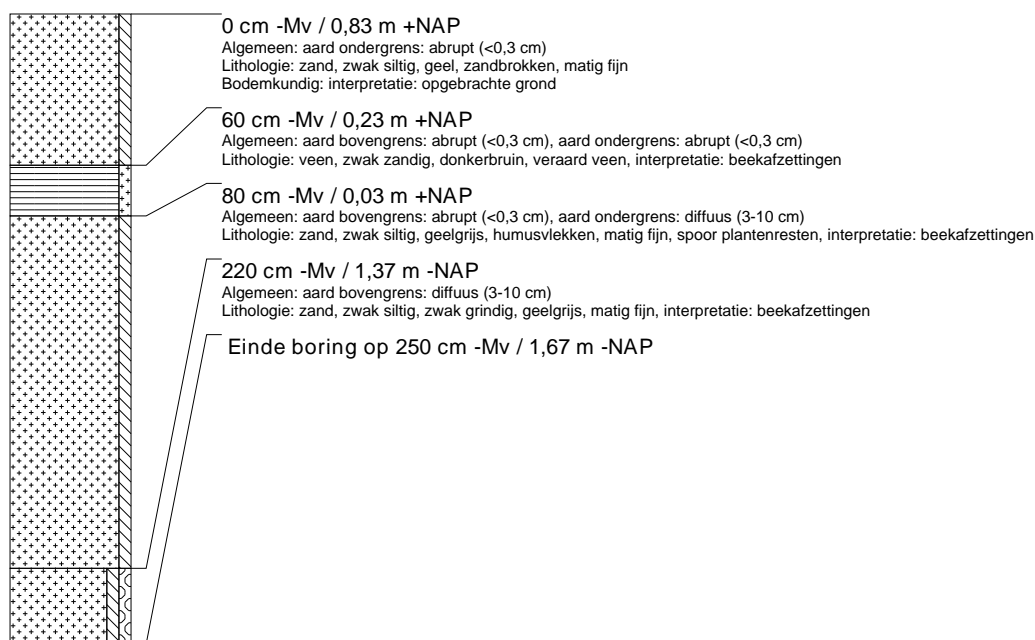 0 cm -Mv / 0,83 m +NAP
Algemeen: aard ondergrens: abrupt (<0,3 cm)
Lithologie: zand, zwak siltig, geel, zandbrokken, matig fijn
Bodemkundig: interpretatie: opgebrachte grond
60 cm -Mv / 0,23 m +NAP
Algemeen: aard bovengrens: abrupt (<0,3 cm), aard ondergrens: abrupt (<0,3 cm)
Lithologie: veen, zwak zandig, donkerbruin, veraard veen, interpretatie: beekafzettingen
80 cm -Mv / 0,03 m +NAP
Algemeen: aard bovengrens: abrupt (<0,3 cm), aard ondergrens: diffuus (3-10 cm)
Lithologie: zand, zwak siltig, geelgrijs, humusvlekken, matig fijn, spoor plantenresten, interpretatie: beekafzettingen
220 cm -Mv / 1,37 m -NAP
Algemeen: aard bovengrens: diffuus (3-10 cm)
Lithologie: zand, zwak siltig, zwak grindig, geelgrijs, matig fijn, interpretatie: beekafzettingen
Einde boring op 250 cm -Mv / 1,67 m -NAP